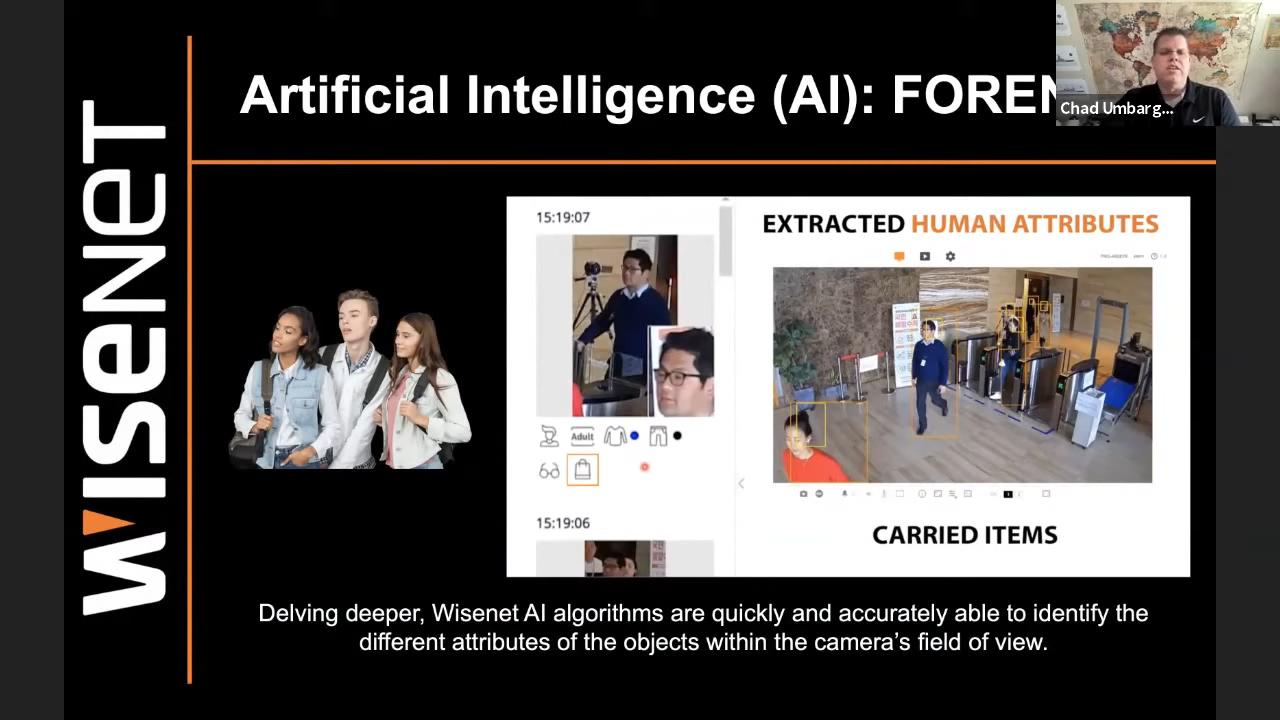 Artificial Intelligence (AI): FOREN
Chad Umbarg...
WISENET
15:19:07
Adult
15:19:06
EXTRACTED HUMAN ATTRIBUTES
CARRIED ITEMS
Delving deeper, Wisenet AI algorithms are quickly and accurately able to identify the
different attributes of the objects within the camera's field of view.